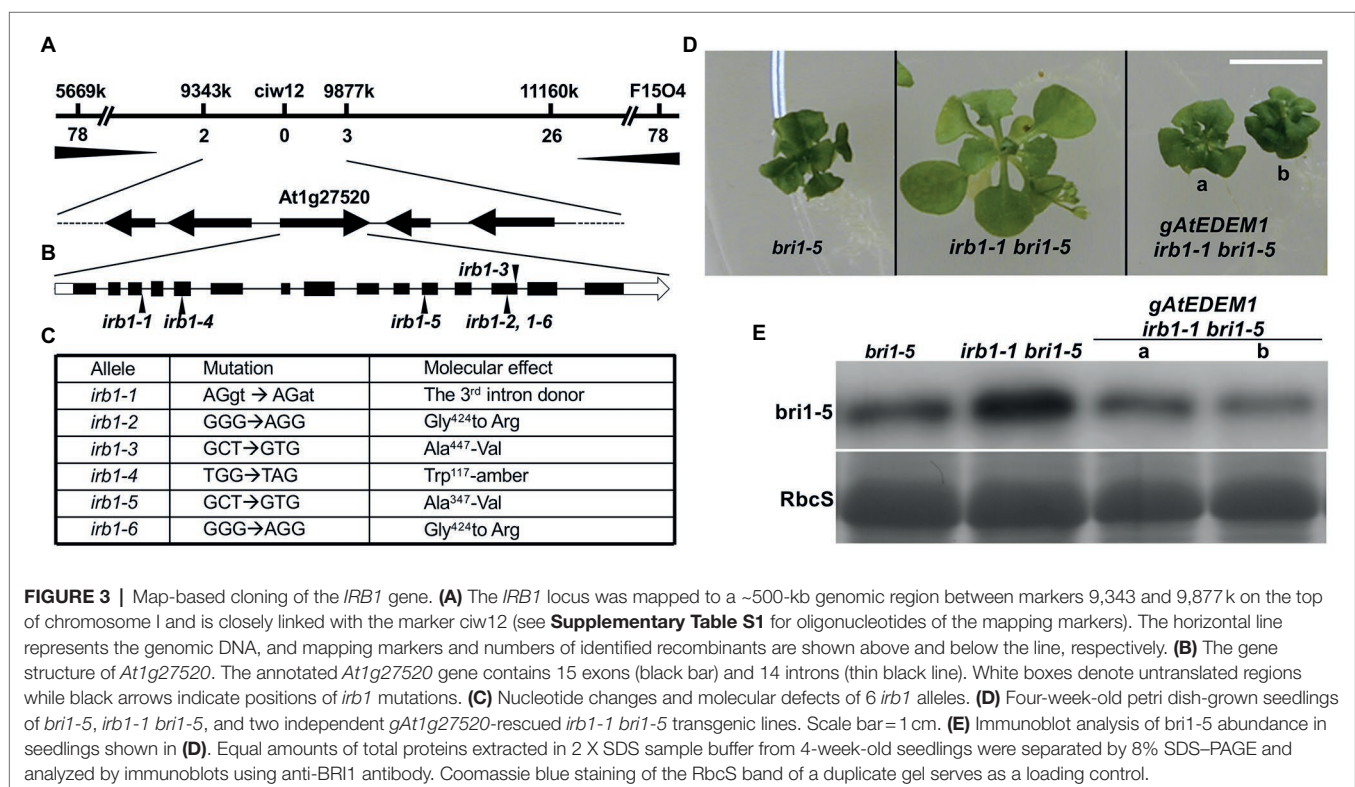 A
5669k 9343k ciw12 9877k 11160k F15O4
78 2 0 3 26 78
At1g27520
B
irb1-3
irb1-1 irb1-4 irb1-5 irb1-2, 1-6
C
Allele Mutation Molecular effect
irb1-1 AGgt → AGat The 3rd intron donor
irb1-2 GGG→AGG Gly424to Arg
irb1-3 GCT→GTG Ala447-Val
irb1-4 TGG→TAG Trp117-amber
irb1-5 GCT→GTG Ala347-Val
irb1-6 GGG→AGG Gly424to Arg
D
a b
bri1-5 irb1-1 bri1-5 gAtEDEM1
irb1-1 bri1-5
E
gAtEDEM1
irb1-1 bri1-5
bri1-5 irb1-1 bri1-5 a b
bri1-5
RbcS
FIGURE 3 | Map-based cloning of the IRB1 gene. (A) The IRB1 locus was mapped to a ~500-kb genomic region between markers 9,343 and 9,877 k on the top
of chromosome I and is closely linked with the marker ciw12 (see Supplementary Table S1 for oligonucleotides of the mapping markers). The horizontal line
represents the genomic DNA, and mapping markers and numbers of identified recombinants are shown above and below the line, respectively. (B) The gene
structure of At1g27520. The annotated At1g27520 gene contains 15 exons (black bar) and 14 introns (thin black line). White boxes denote untranslated regions
while black arrows indicate positions of irb1 mutations. (C) Nucleotide changes and molecular defects of 6 irb1 alleles. (D) Four-week-old petri dish-grown seedlings
of bri1-5, irb1-1 bri1-5, and two independent gAt1g27520-rescued irb1-1 bri1-5 transgenic lines. Scale bar = 1 cm. (E) Immunoblot analysis of bri1-5 abundance in
seedlings shown in (D). Equal amounts of total proteins extracted in 2 X SDS sample buffer from 4-week-old seedlings were separated by 8% SDS–PAGE and
analyzed by immunoblots using anti-BRI1 antibody. Coomassie blue staining of the RbcS band of a duplicate gel serves as a loading control.